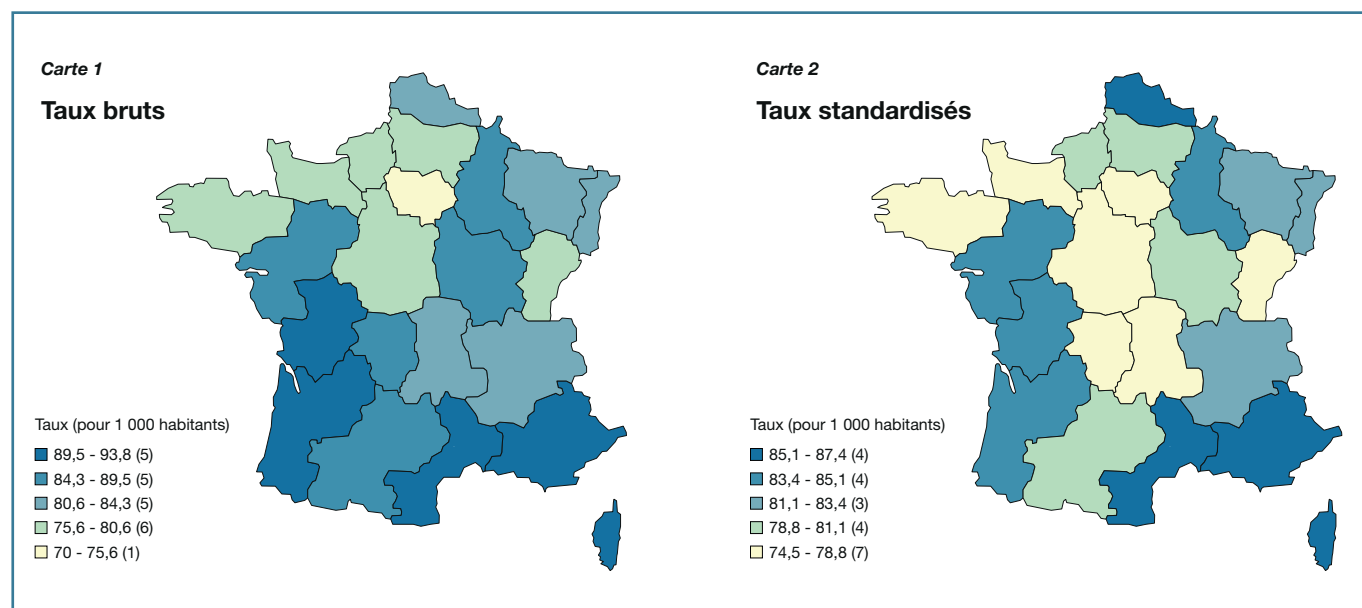 Carte 1
Taux bruts
Taux (pour 1 000 habitants)
89,5 - 93,8 (5)
84,3 - 89,5 (5)
80,6 - 84,3 (5)
75,6 - 80,6 (6)
70 - 75,6 (1)
Carte 2
Taux standardisés
Taux (pour 1 000 habitants)
85,1 - 87,4 (4)
83,4 - 85,1 (4)
81,1 - 83,4 (3)
78,8 - 81,1 (4)
74,5 - 78,8 (7)